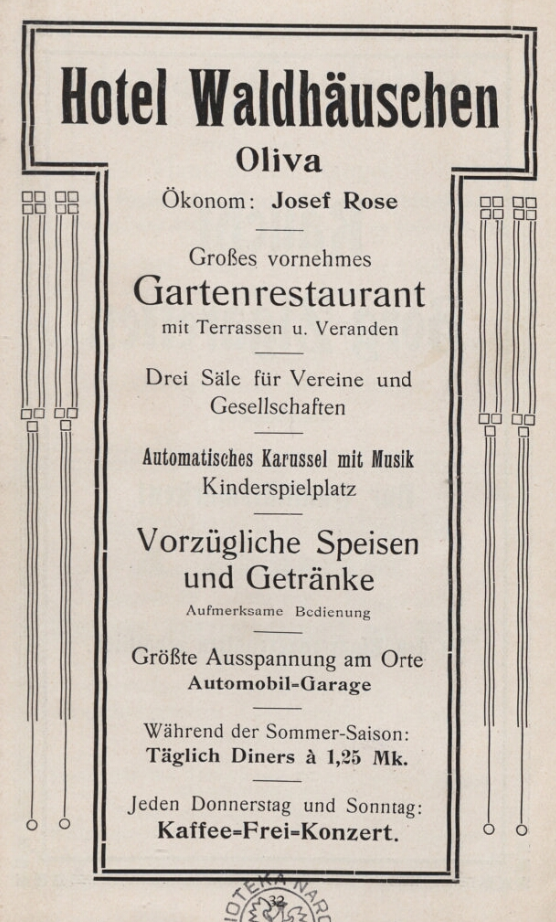 Hotel Waldhäuschen
Oliva
Ökonom: Josef Rose
Großes vornehmes
Gartenrestaurant
mit Terrassen u. Veranden
Drei Säle für Vereine und
Gesellschaften
Automatisches Karussel mit Musik
Kinderspielplatz
Vorzügliche Speisen
und Getränke
Aufmerksame Bedienung
Größte Ausspannung am Orte
Automobil=Garage
Während der Sommer-Saison:
Täglich Diners à 1,25 Mk.
Jeden Donnerstag und Sonntag:
Kaffee=Frei=Konzert.
32